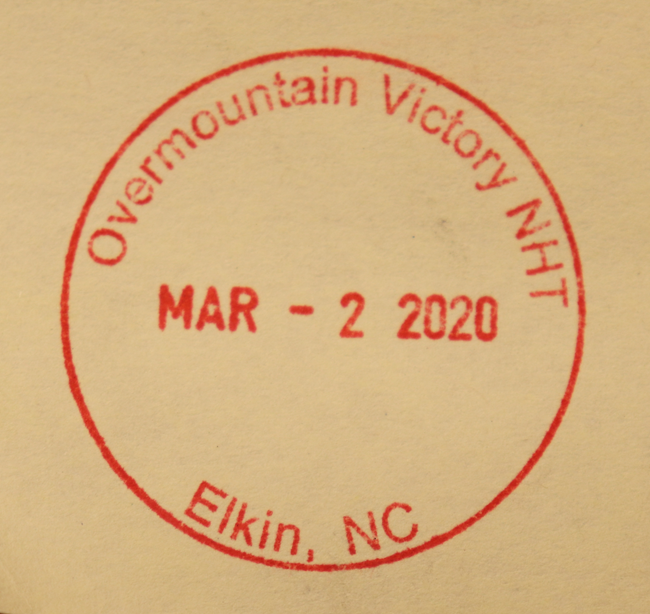 Overmountain Victory NHT
MAR - 2 2020
Elkin, NC